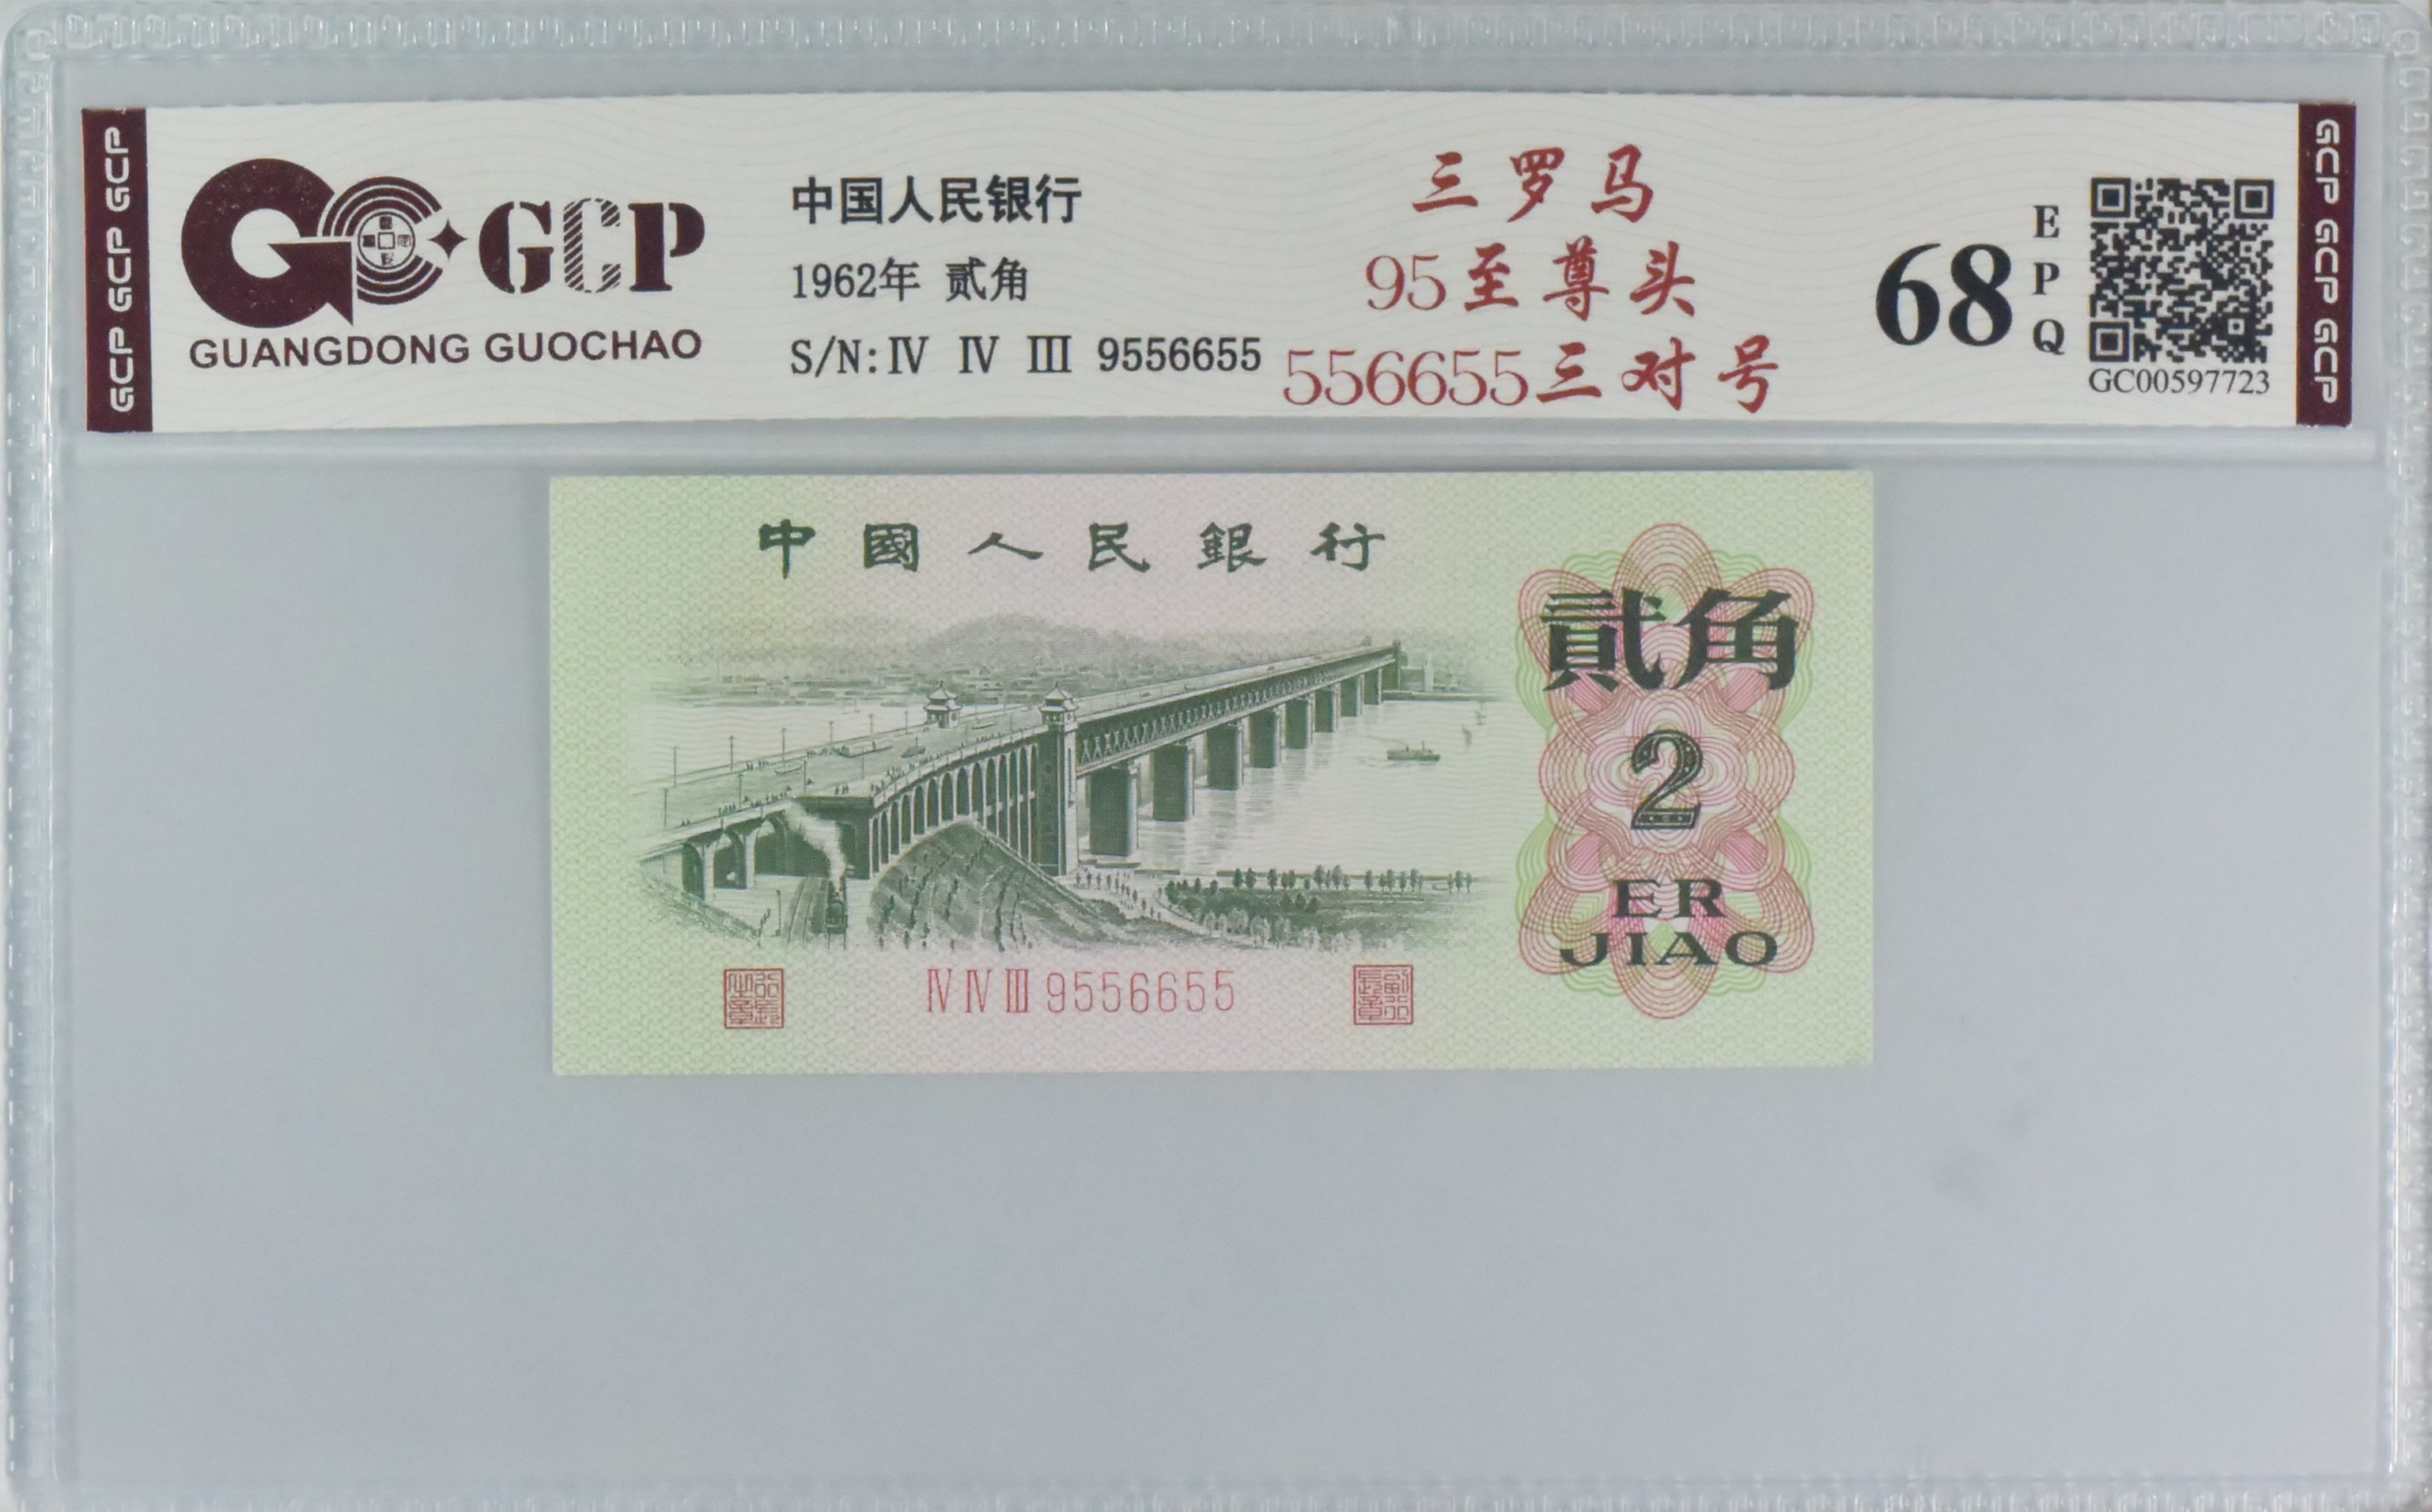 GCP GCP GCP
GCP
GUANGDONG GUOCHAO
中国人民银行
1962年 贰角
S/N:Ⅳ Ⅳ Ⅲ 9556655
三罗马
95至尊头
556655三对号
68
EPQ
GC00597723
GCP GCP GCP
中國人民銀行
貳角
2
ER
JIAO
ⅣⅣⅢ 9556655